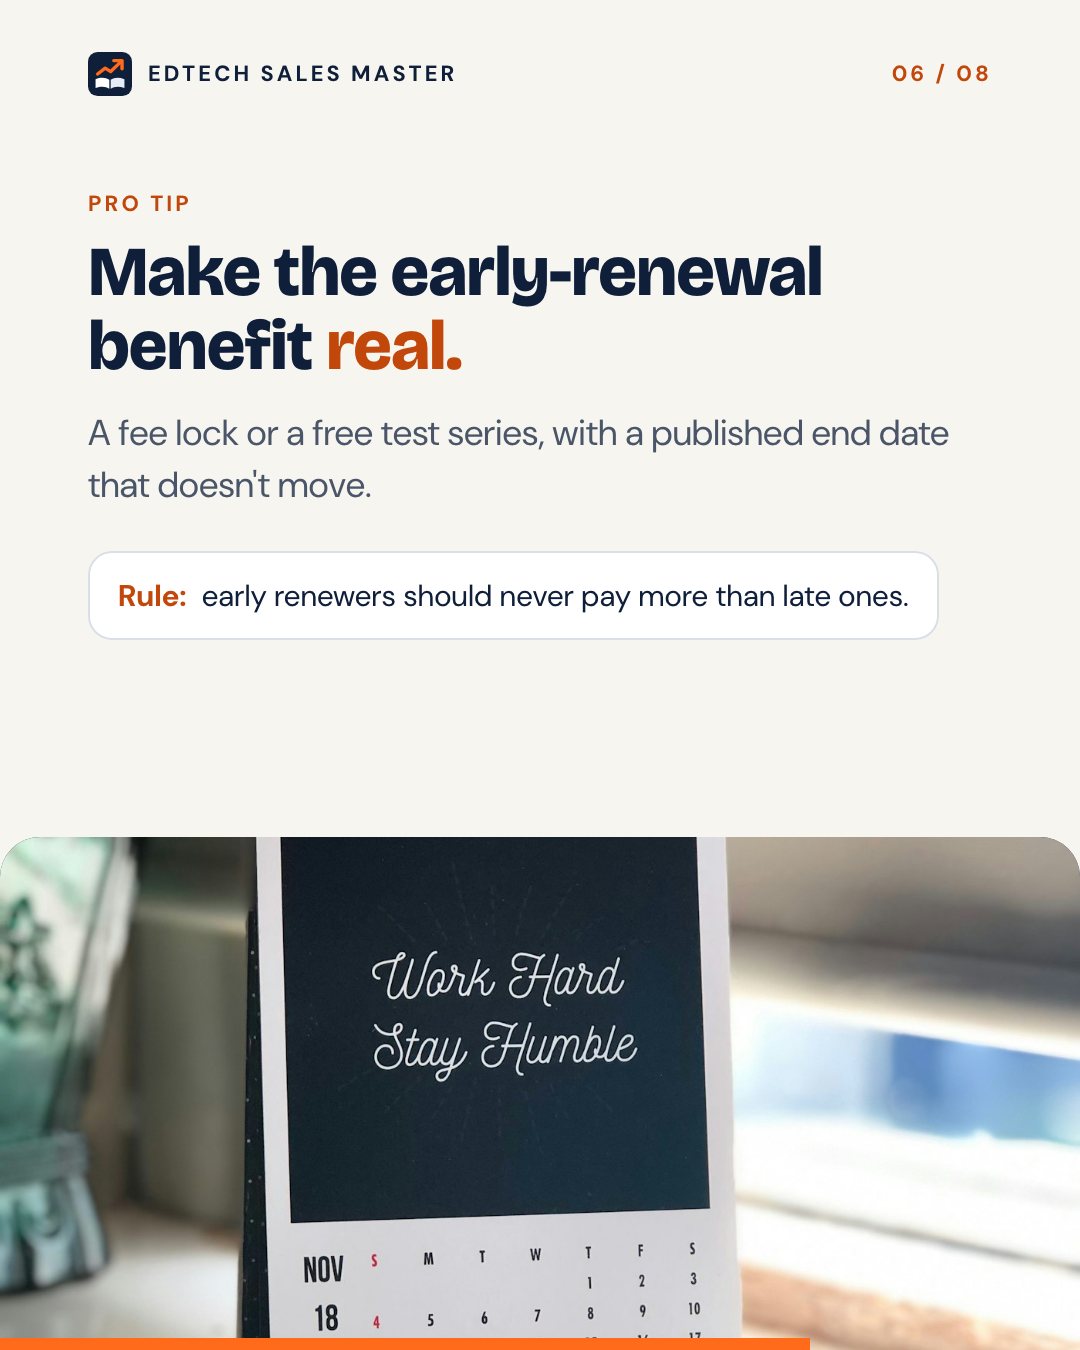 EDTECH SALES MASTER
06 / 08
PRO TIP
Make the early-renewal
benefit real.
A fee lock or a free test series, with a published end date
that doesn't move.
Rule: early renewers should never pay more than late ones.
Work Hard
Stay Humble
NOV S M T W T F S
1 2 3
18 4 5 6 7 8 9 10